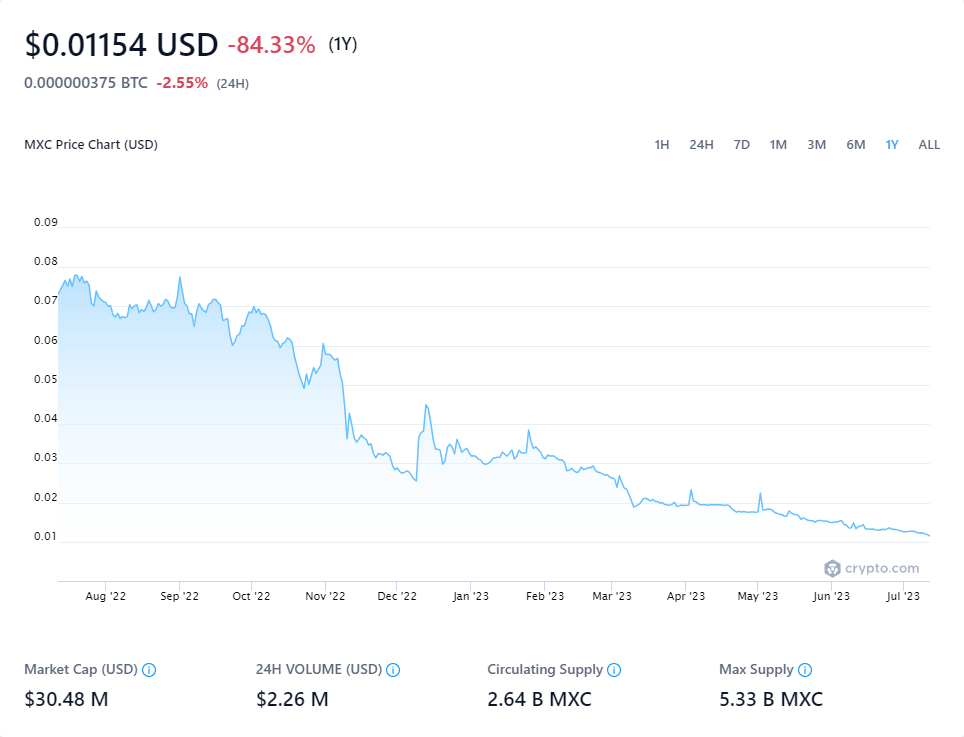 $0.01154 USD -84.33% (1Y)
0.000000375 BTC -2.55% (24H)
MXC Price Chart (USD) 1H 24H 7D 1M 3M 6M 1Y ALL
0.09
0.08
0.07
0.06
0.05
0.04
0.03
0.02
0.01
crypto.com
Aug '22 Sep '22 Oct '22 Nov '22 Dec '22 Jan '23 Feb '23 Mar '23 Apr '23 May '23 Jun '23 Jul '23
Market Cap (USD) 24H VOLUME (USD) Circulating Supply Max Supply
$30.48 M $2.26 M 2.64 B MXC 5.33 B MXC